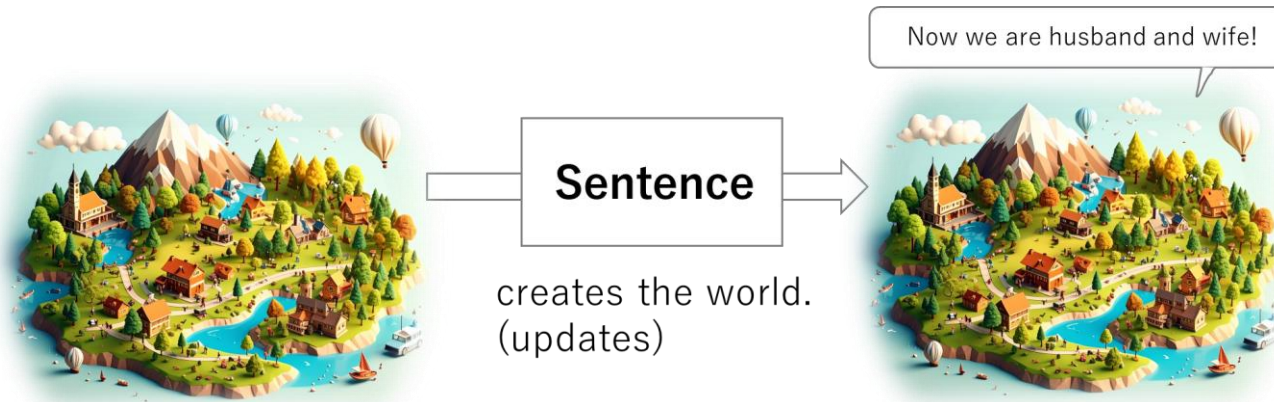 Now we are husband and wife!
Sentence
creates the world.
(updates)